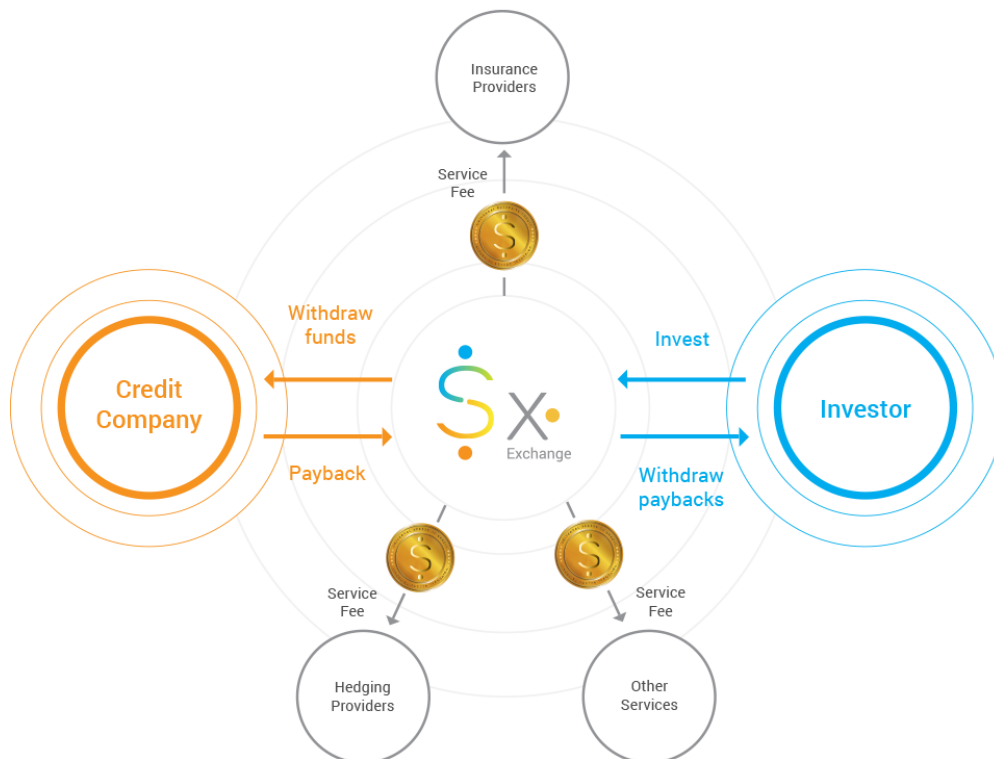 Insurance
Providers
Service
Fee
Withdraw
funds
Invest
Credit
Company
X
Exchange
Investor
Payback
Withdraw
paybacks
Service
Fee
Service
Fee
Hedging
Providers
Other
Services